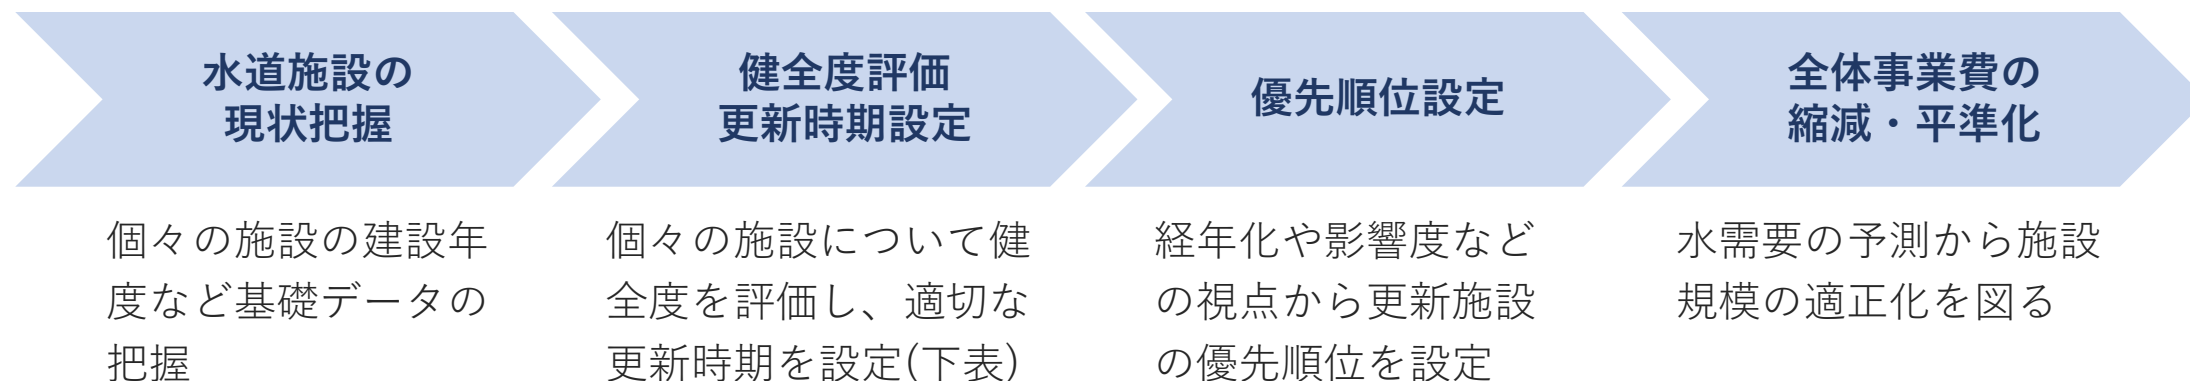 水道施設の
現状把握
個々の施設の建設年
度など基礎データの
把握
健全度評価
更新時期設定
個々の施設について健
全度を評価し、適切な
更新時期を設定(下表)
優先順位設定
経年化や影響度など
の視点から更新施設
の優先順位を設定
全体事業費の
縮減・平準化
水需要の予測から施設
規模の適正化を図る